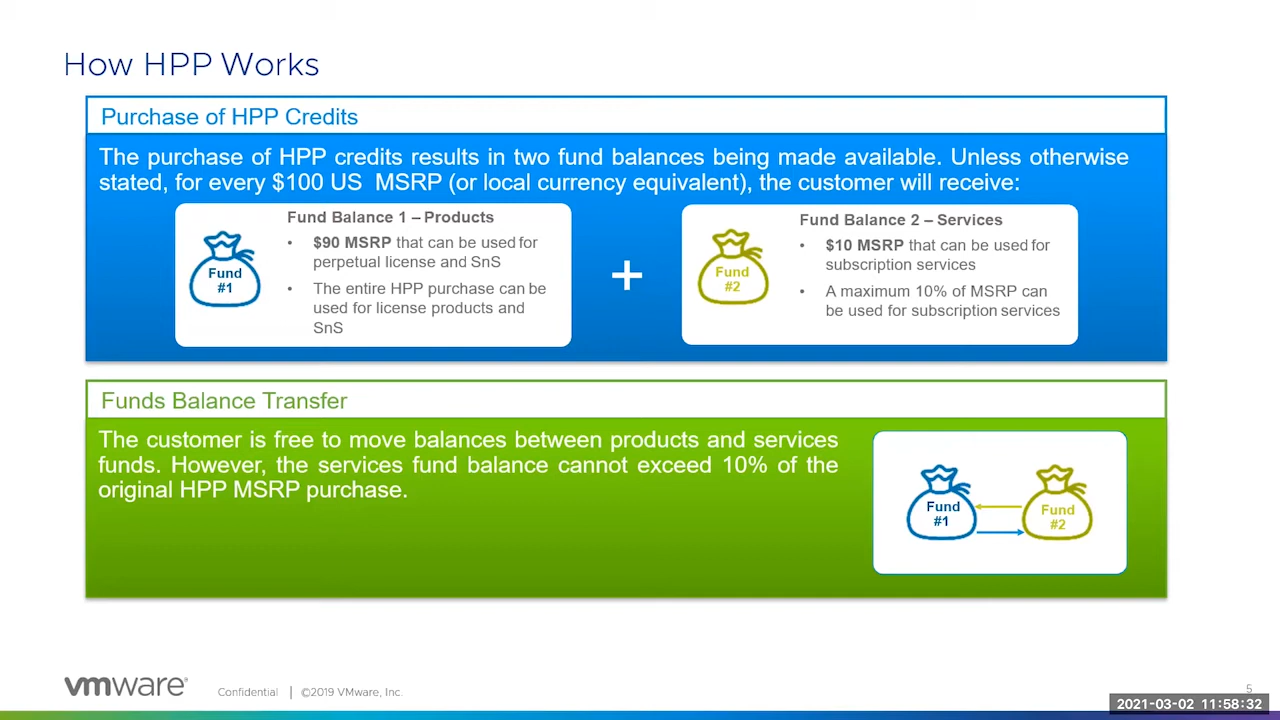 How HPP Works
Purchase of HPP Credits
The purchase of HPP credits results in two fund balances being made available. Unless otherwise
stated, for every $100 US MSRP (or local currency equivalent), the customer will receive:
Fund
#1
Fund Balance 1 – Products
• $90 MSRP that can be used for
perpetual license and SnS
• The entire HPP purchase can be
used for license products and
SnS
+
Fund
#2
Fund Balance 2 – Services
• $10 MSRP that can be used for
subscription services
• A maximum 10% of MSRP can
be used for subscription services
Funds Balance Transfer
The customer is free to move balances between products and services
funds. However, the services fund balance cannot exceed 10% of the
original HPP MSRP purchase.
Fund
#1
Fund
#2
vmware®
Confidential | ©2019 VMware, Inc.
5
2021-03-02 11:58:32